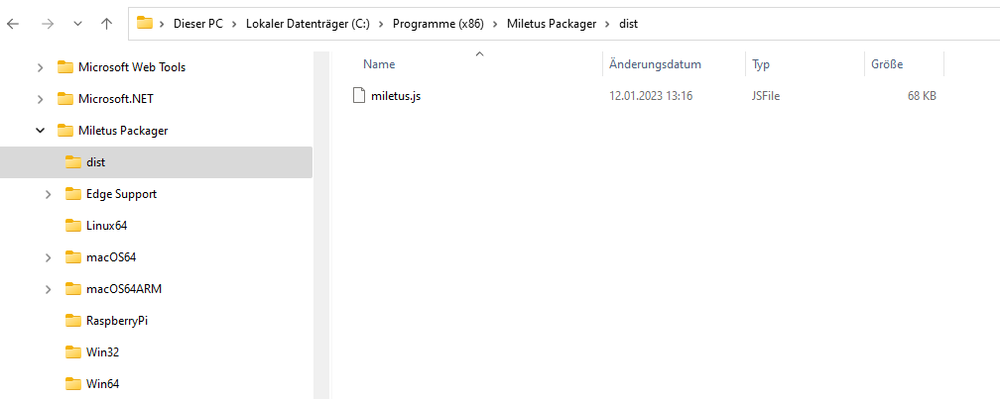 Dieser PC > Lokaler Datenträger (C:) > Programme (x86) > Miletus Packager > dist
Name Änderungsdatum Typ Größe
miletus.js 12.01.2023 13:16 JSFile 68 KB
Microsoft Web Tools
Microsoft.NET
Miletus Packager
dist
Edge Support
Linux64
macOS64
macOS64ARM
RaspberryPi
Win32
Win64